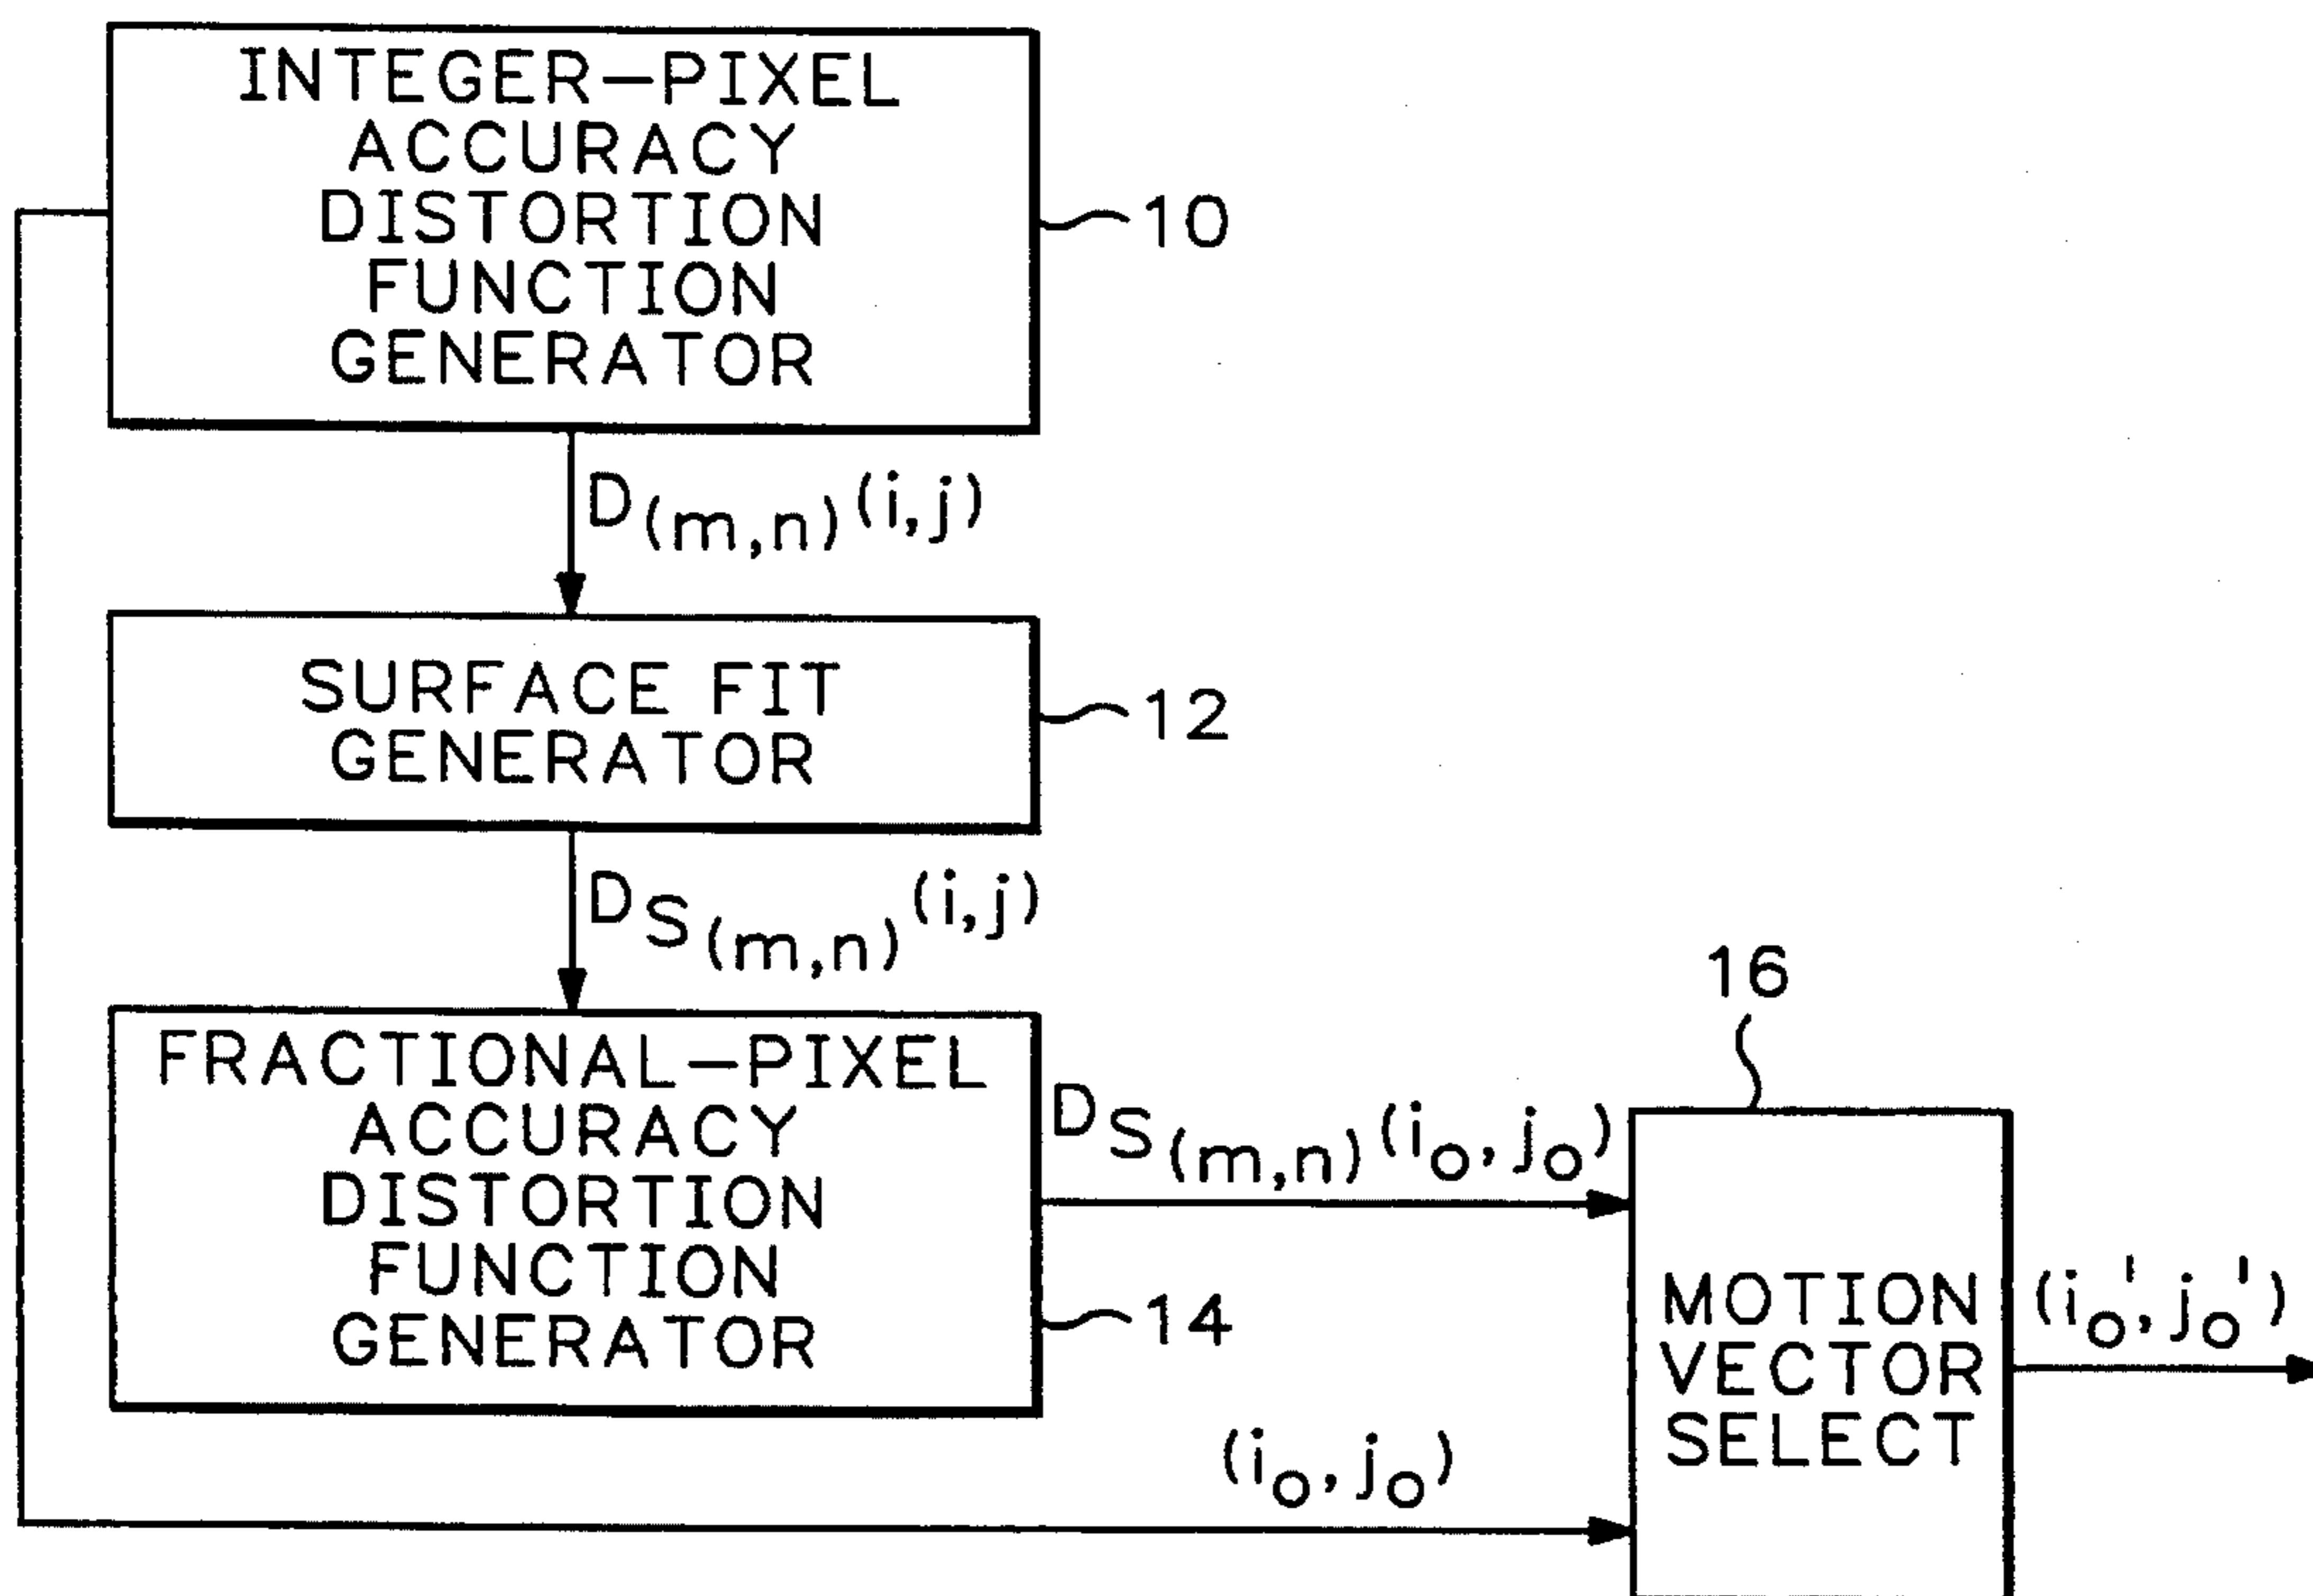 INTEGER-PIXEL
ACCURACY
DISTORTION
FUNCTION
GENERATOR
10
D(m,n)(i,j)
SURFACE FIT
GENERATOR
12
DS(m,n)(i,j)
FRACTIONAL-PIXEL
ACCURACY
DISTORTION
FUNCTION
GENERATOR
14
DS(m,n)(io,jo)
16
MOTION
VECTOR
SELECT
(io',jo')
(io,jo)